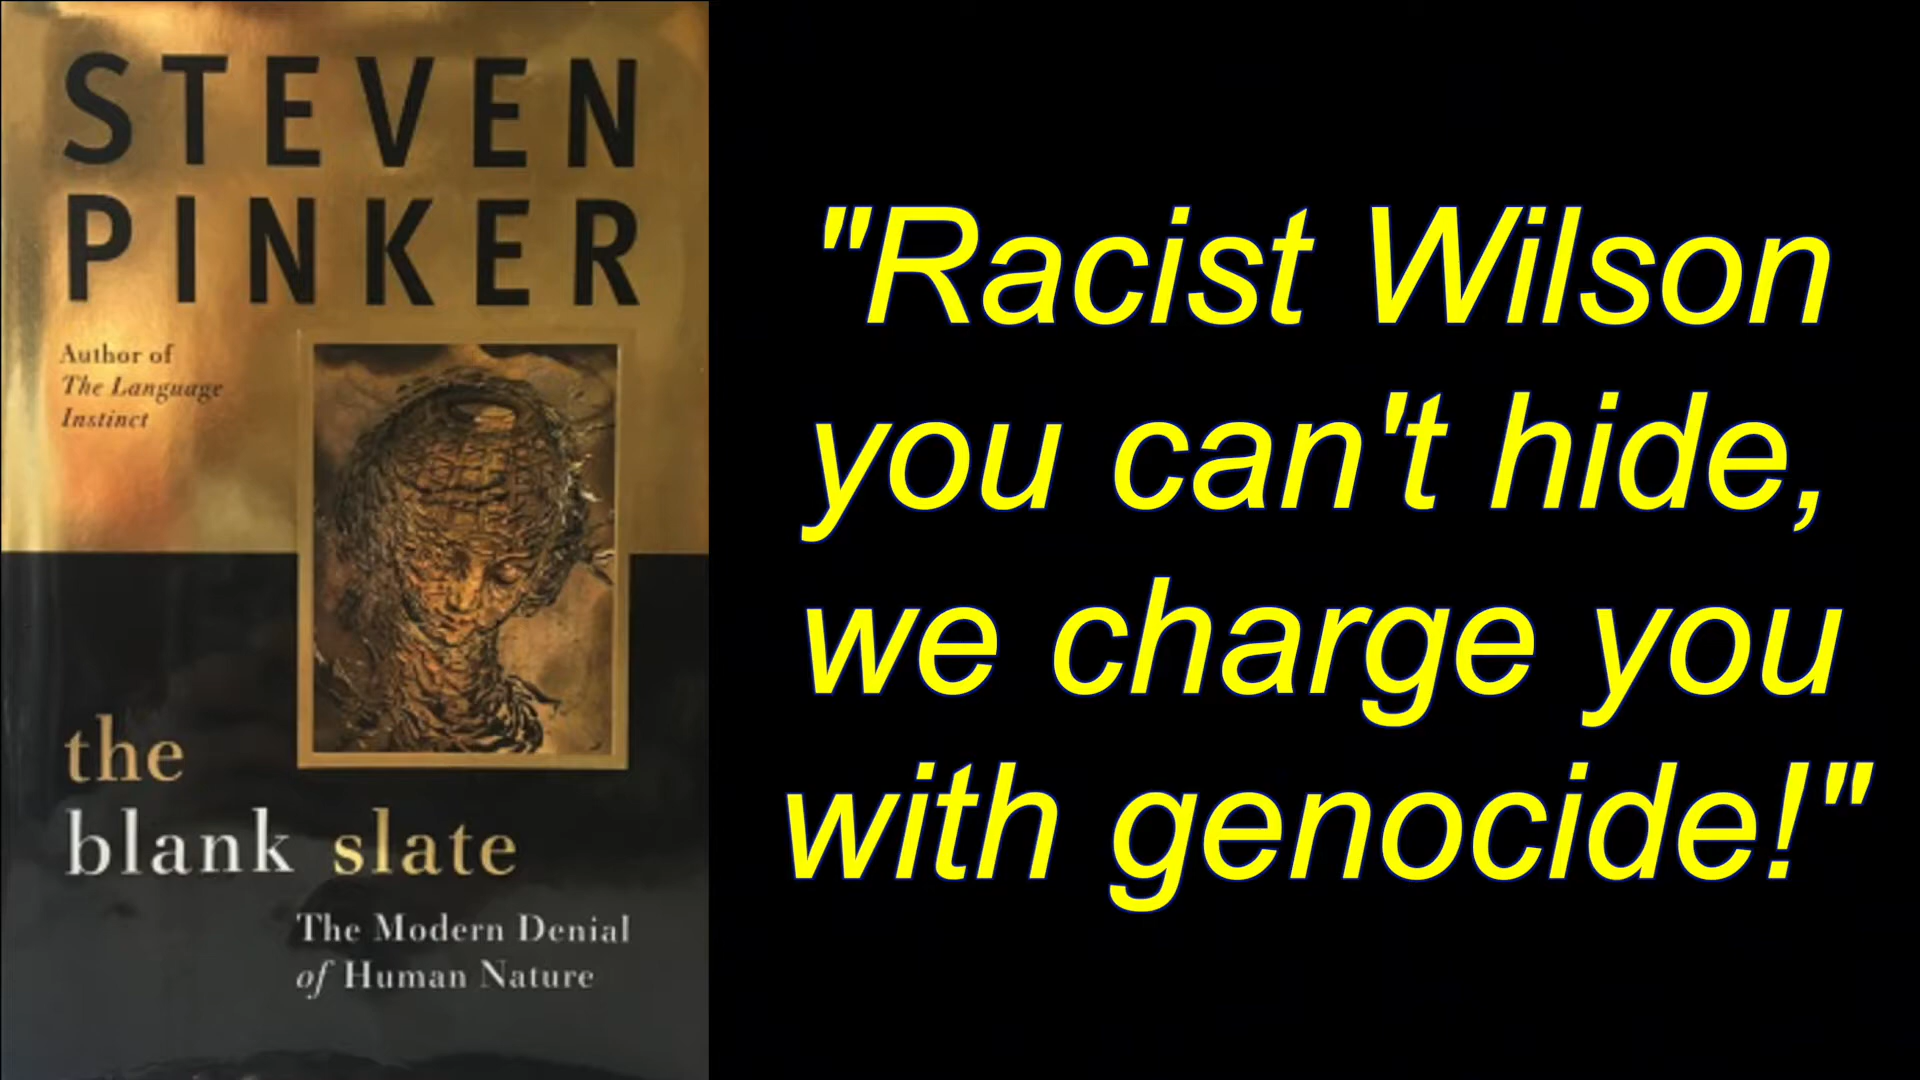 STEVEN
PINKER
Author of
The Language
Instinct
the
blank slate
The Modern Denial
of Human Nature
"Racist Wilson
you can't hide,
we charge you
with genocide!"